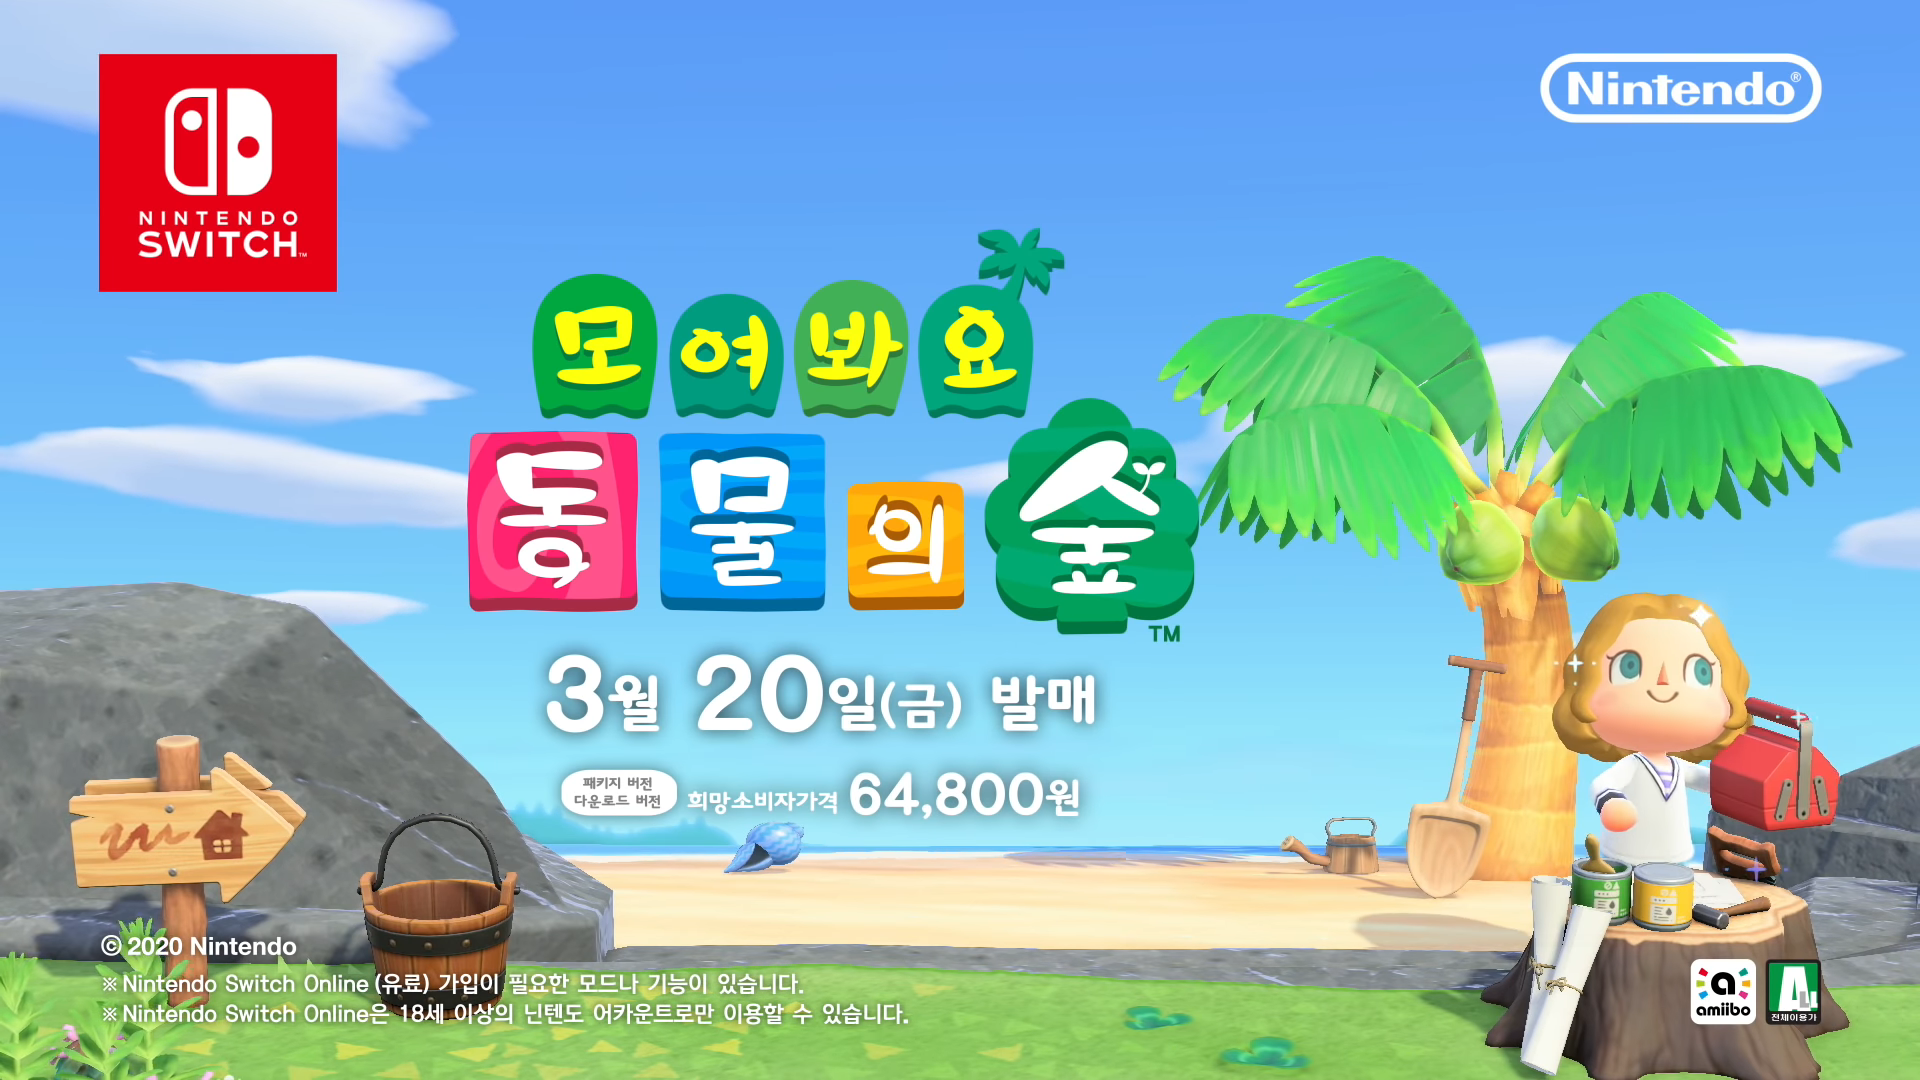 NINTENDO
SWITCH™
Nintendo®
모여봐요
동물의숲
TM
3월 20일(금) 발매
패키지 버전
다운로드 버전
희망소비자가격 64,800원
© 2020 Nintendo
※Nintendo Switch Online (유료) 가입이 필요한 모드나 기능이 있습니다.
※Nintendo Switch Online은 18세 이상의 닌텐도 어카운트로만 이용할 수 있습니다.
amiibo
ALL
전체이용가